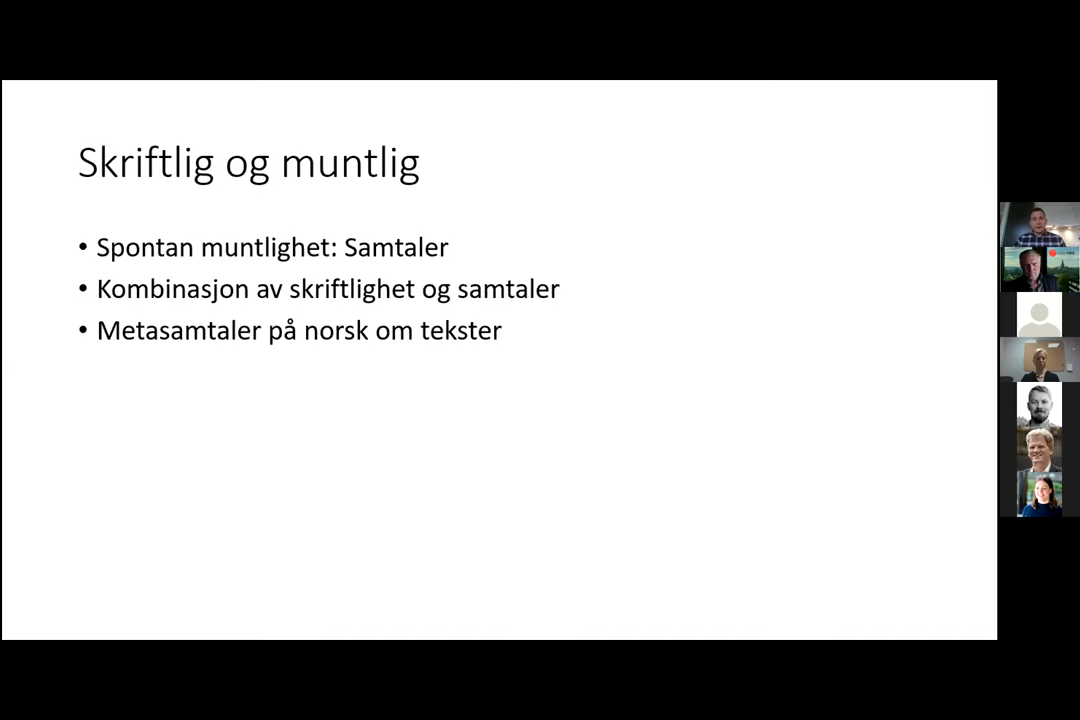 Skriftlig og muntlig
• Spontan muntlighet: Samtaler
• Kombinasjon av skriftlighet og samtaler
• Metasamtaler på norsk om tekster